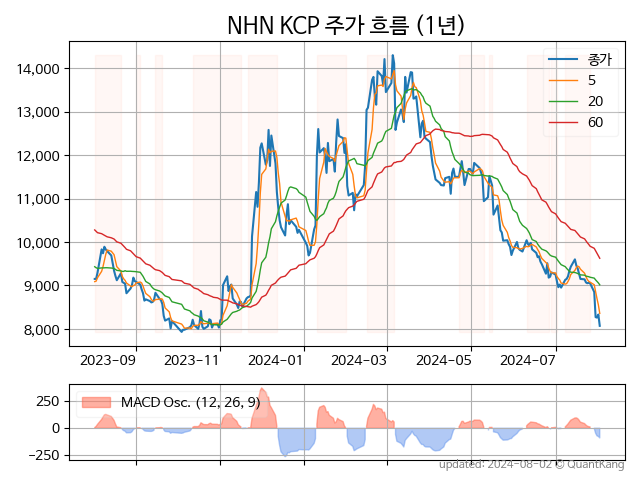 NHN KCP 주가 흐름 (1년)
종가
5
20
60
14,000
13,000
12,000
11,000
10,000
9,000
8,000
2023-09 2023-11 2024-01 2024-03 2024-05 2024-07
MACD Osc. (12, 26, 9)
250
0
−250
updated: 2024-08-02 © QuantKang